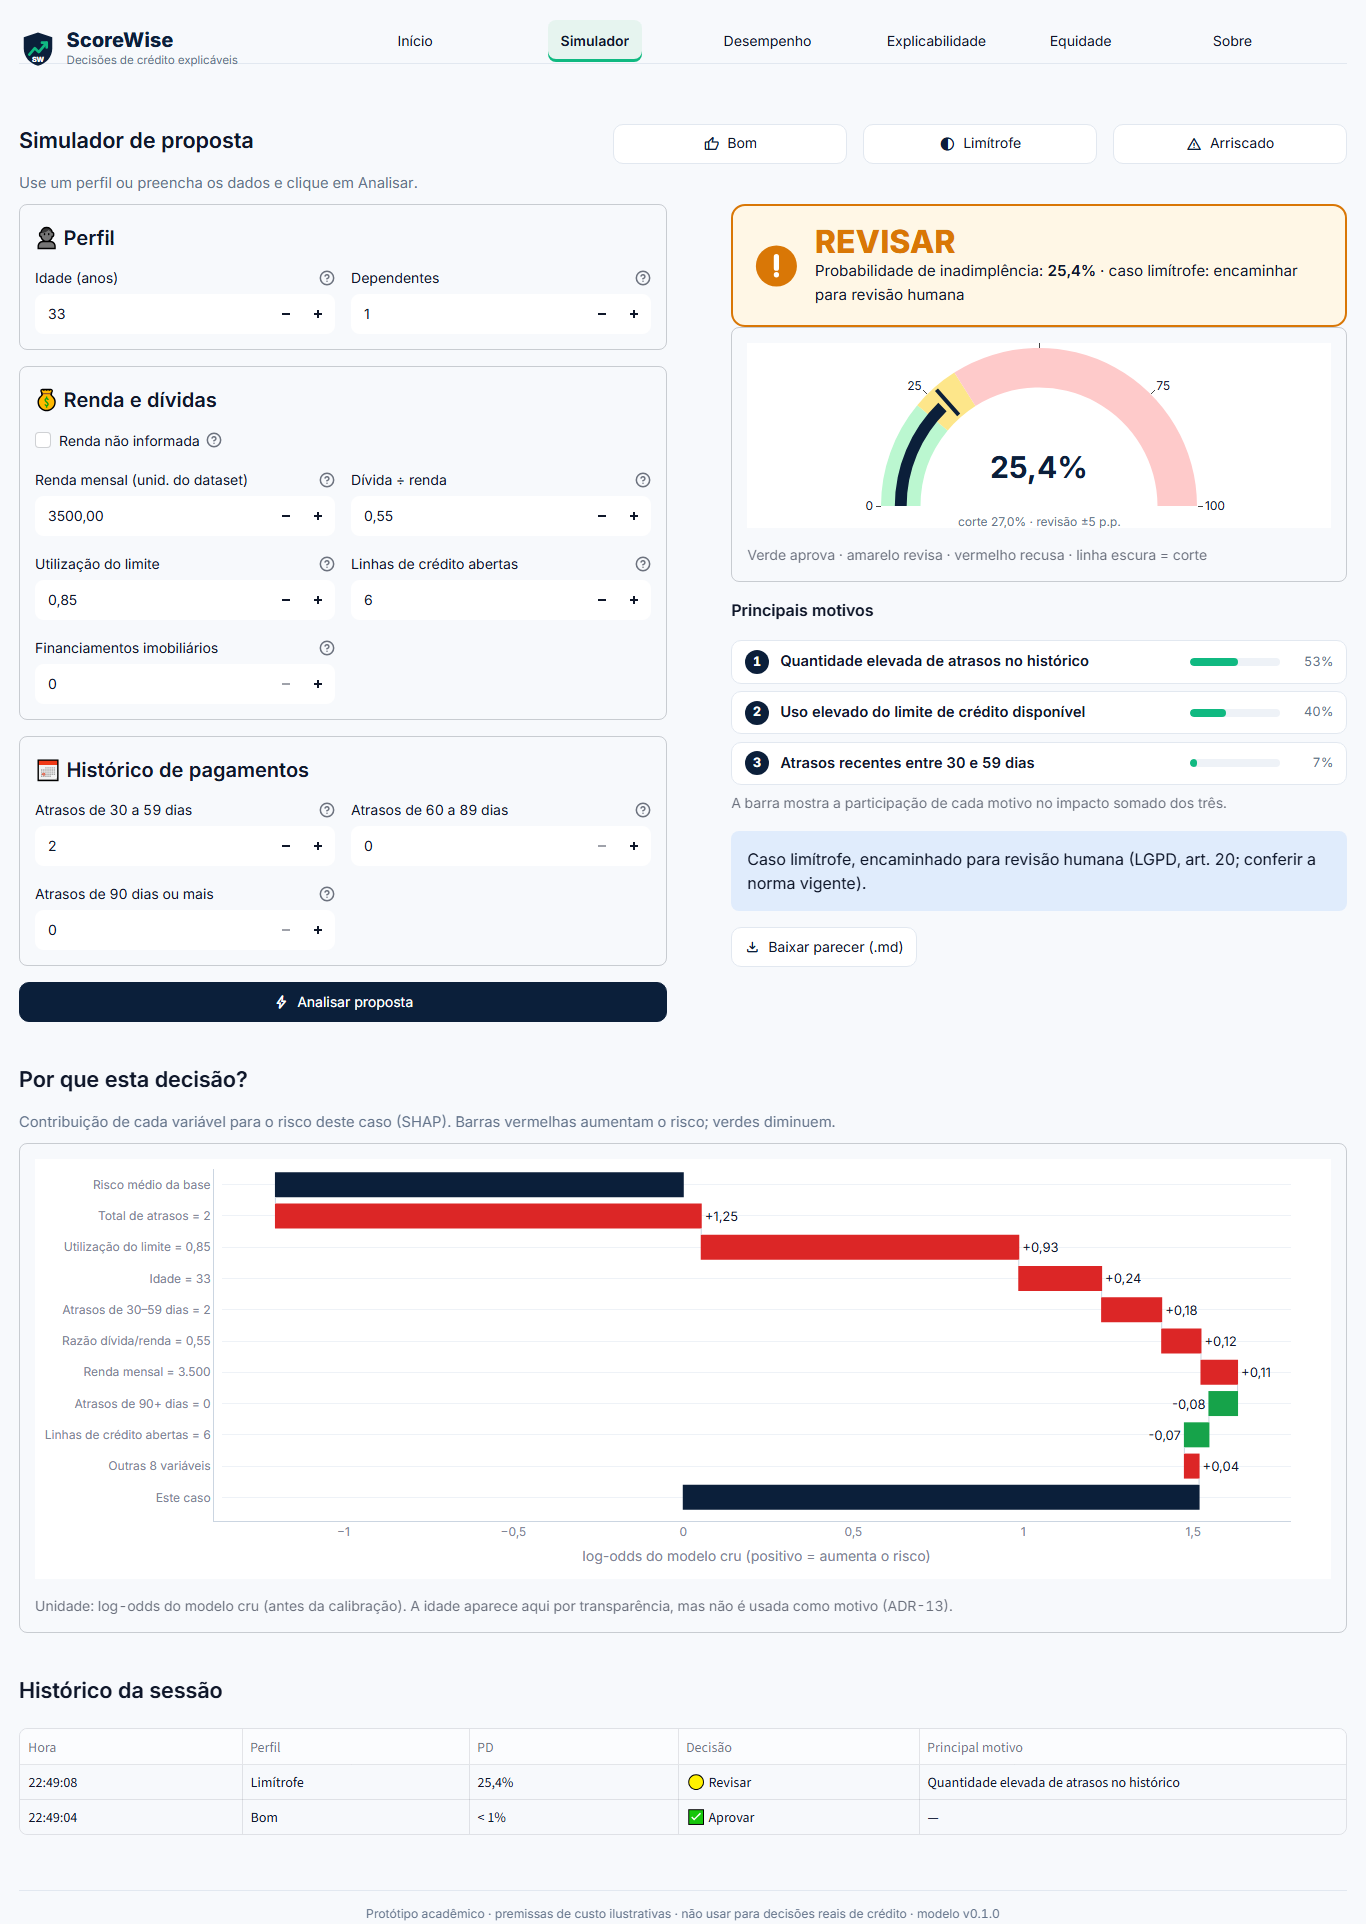 ScoreWise
Decisões de crédito explicáveis
SW
Início
Simulador
Desempenho
Explicabilidade
Equidade
Sobre
Simulador de proposta
Bom
Limítrofe
Arriscado
Use um perfil ou preencha os dados e clique em Analisar.
Perfil
Idade (anos)
Dependentes
33
1
Renda e dívidas
Renda não informada
Renda mensal (unid. do dataset)
Dívida ÷ renda
3500,00
0,55
Utilização do limite
Linhas de crédito abertas
0,85
6
Financiamentos imobiliários
0
Histórico de pagamentos
Atrasos de 30 a 59 dias
Atrasos de 60 a 89 dias
2
0
Atrasos de 90 dias ou mais
0
Analisar proposta
REVISAR
Probabilidade de inadimplência: 25,4% · caso limítrofe: encaminhar
para revisão humana
25
75
25,4%
0
100
corte 27,0% · revisão ±5 p.p.
Verde aprova · amarelo revisa · vermelho recusa · linha escura = corte
Principais motivos
1 Quantidade elevada de atrasos no histórico 53%
2 Uso elevado do limite de crédito disponível 40%
3 Atrasos recentes entre 30 e 59 dias 7%
A barra mostra a participação de cada motivo no impacto somado dos três.
Caso limítrofe, encaminhado para revisão humana (LGPD, art. 20; conferir a
norma vigente).
Baixar parecer (.md)
Por que esta decisão?
Contribuição de cada variável para o risco deste caso (SHAP). Barras vermelhas aumentam o risco; verdes diminuem.
Risco médio da base
Total de atrasos = 2 +1,25
Utilização do limite = 0,85 +0,93
Idade = 33 +0,24
Atrasos de 30–59 dias = 2 +0,18
Razão dívida/renda = 0,55 +0,12
Renda mensal = 3.500 +0,11
Atrasos de 90+ dias = 0 -0,08
Linhas de crédito abertas = 6 -0,07
Outras 8 variáveis +0,04
Este caso
−1 −0,5 0 0,5 1 1,5
log-odds do modelo cru (positivo = aumenta o risco)
Unidade: log-odds do modelo cru (antes da calibração). A idade aparece aqui por transparência, mas não é usada como motivo (ADR-13).
Histórico da sessão
Hora Perfil PD Decisão Principal motivo
22:49:08 Limítrofe 25,4% Revisar Quantidade elevada de atrasos no histórico
22:49:04 Bom < 1% Aprovar —
Protótipo acadêmico · premissas de custo ilustrativas · não usar para decisões reais de crédito · modelo v0.1.0